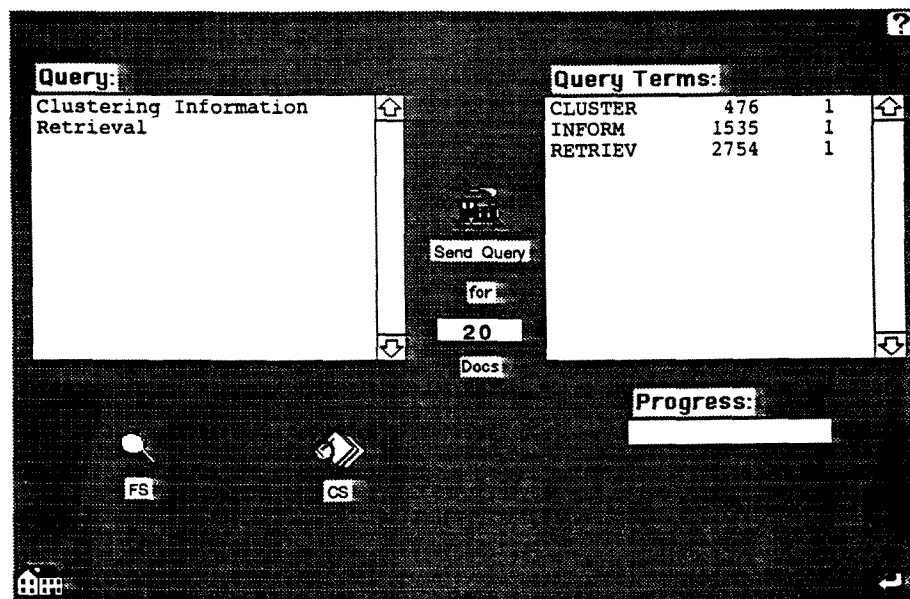 ?
Query:
Clustering Information
Retrieval
Query Terms:
CLUSTER 476 1
INFORM 1535 1
RETRIEV 2754 1
Send Query
for
20
Docs
Progress:
FS
CS